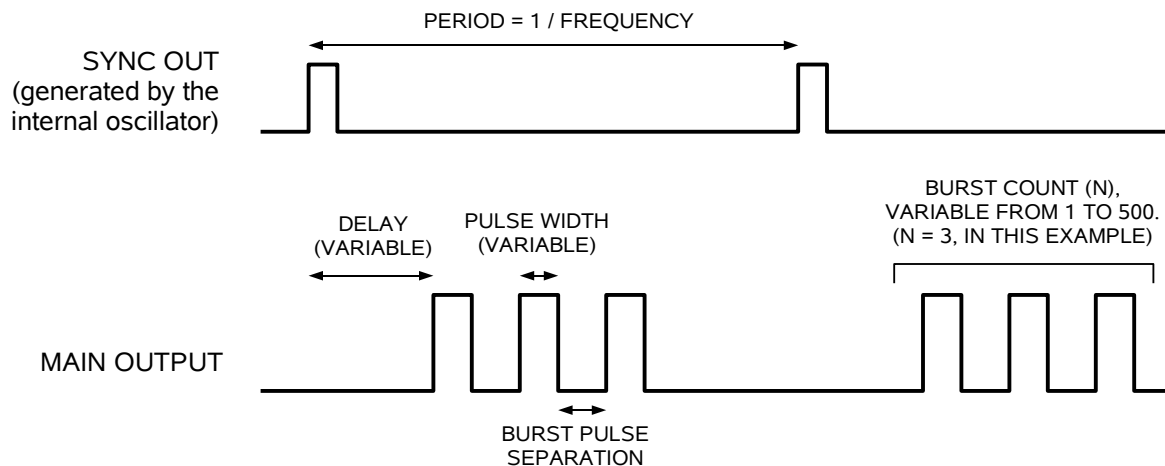 PERIOD = 1 / FREQUENCY
SYNC OUT
(generated by the
internal oscillator)
DELAY
(VARIABLE)
PULSE WIDTH
(VARIABLE)
BURST COUNT (N),
VARIABLE FROM 1 TO 500.
(N = 3, IN THIS EXAMPLE)
MAIN OUTPUT
BURST PULSE
SEPARATION